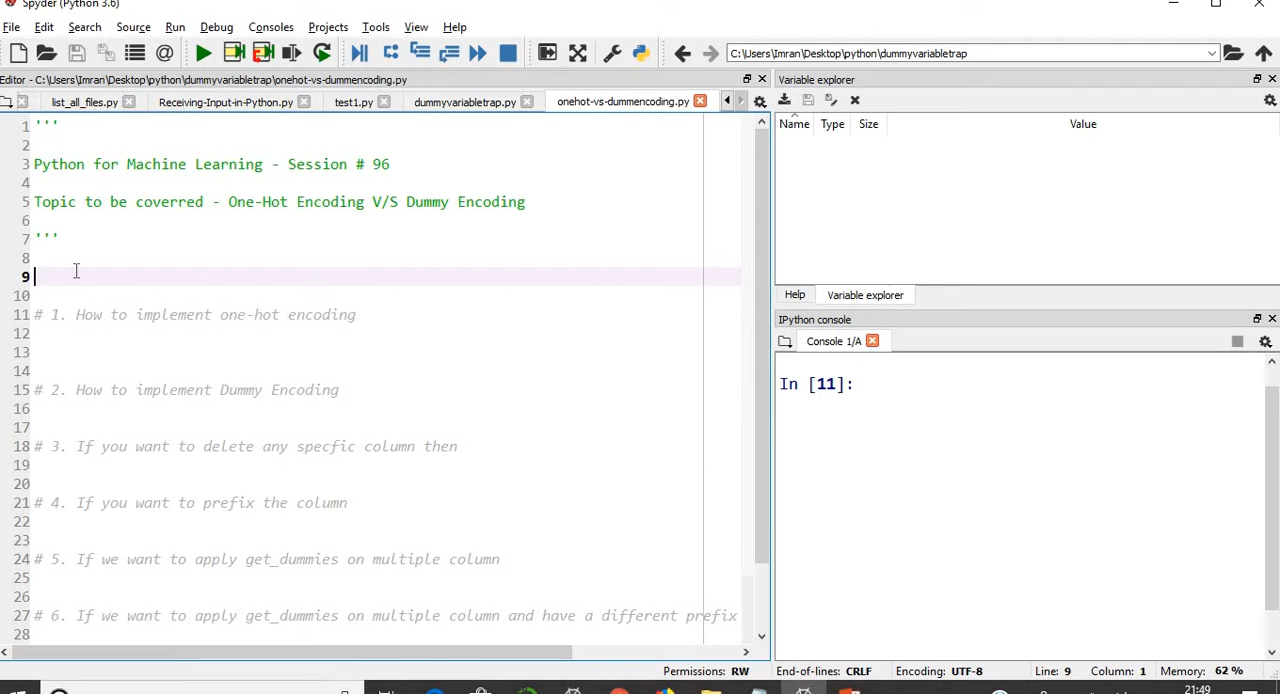 Spyder (Python 3.6)
File Edit Search Source Run Debug Consoles Projects Tools View Help
C:\Users\Imran\Desktop\python\dummyvariabletrap
Editor - C:\Users\Imran\Desktop\python\dummyvariabletrap\onehot-vs-dummencoding.py
list_all_files.py Receiving-Input-in-Python.py test1.py dummyvariabletrap.py onehot-vs-dummencoding.py
1 '''
2
3 Python for Machine Learning - Session # 96
4
5 Topic to be coverred - One-Hot Encoding V/S Dummy Encoding
6
7 '''
8
9
10
11 # 1. How to implement one-hot encoding
12
13
14
15 # 2. How to implement Dummy Encoding
16
17
18 # 3. If you want to delete any specfic column then
19
20
21 # 4. If you want to prefix the column
22
23
24 # 5. If we want to apply get_dummies on multiple column
25
26
27 # 6. If we want to apply get_dummies on multiple column and have a different prefix
28
Variable explorer
Name Type Size Value
Help Variable explorer
IPython console
Console 1/A
In [11]:
Permissions: RW End-of-lines: CRLF Encoding: UTF-8 Line: 9 Column: 1 Memory: 62 %
21:49